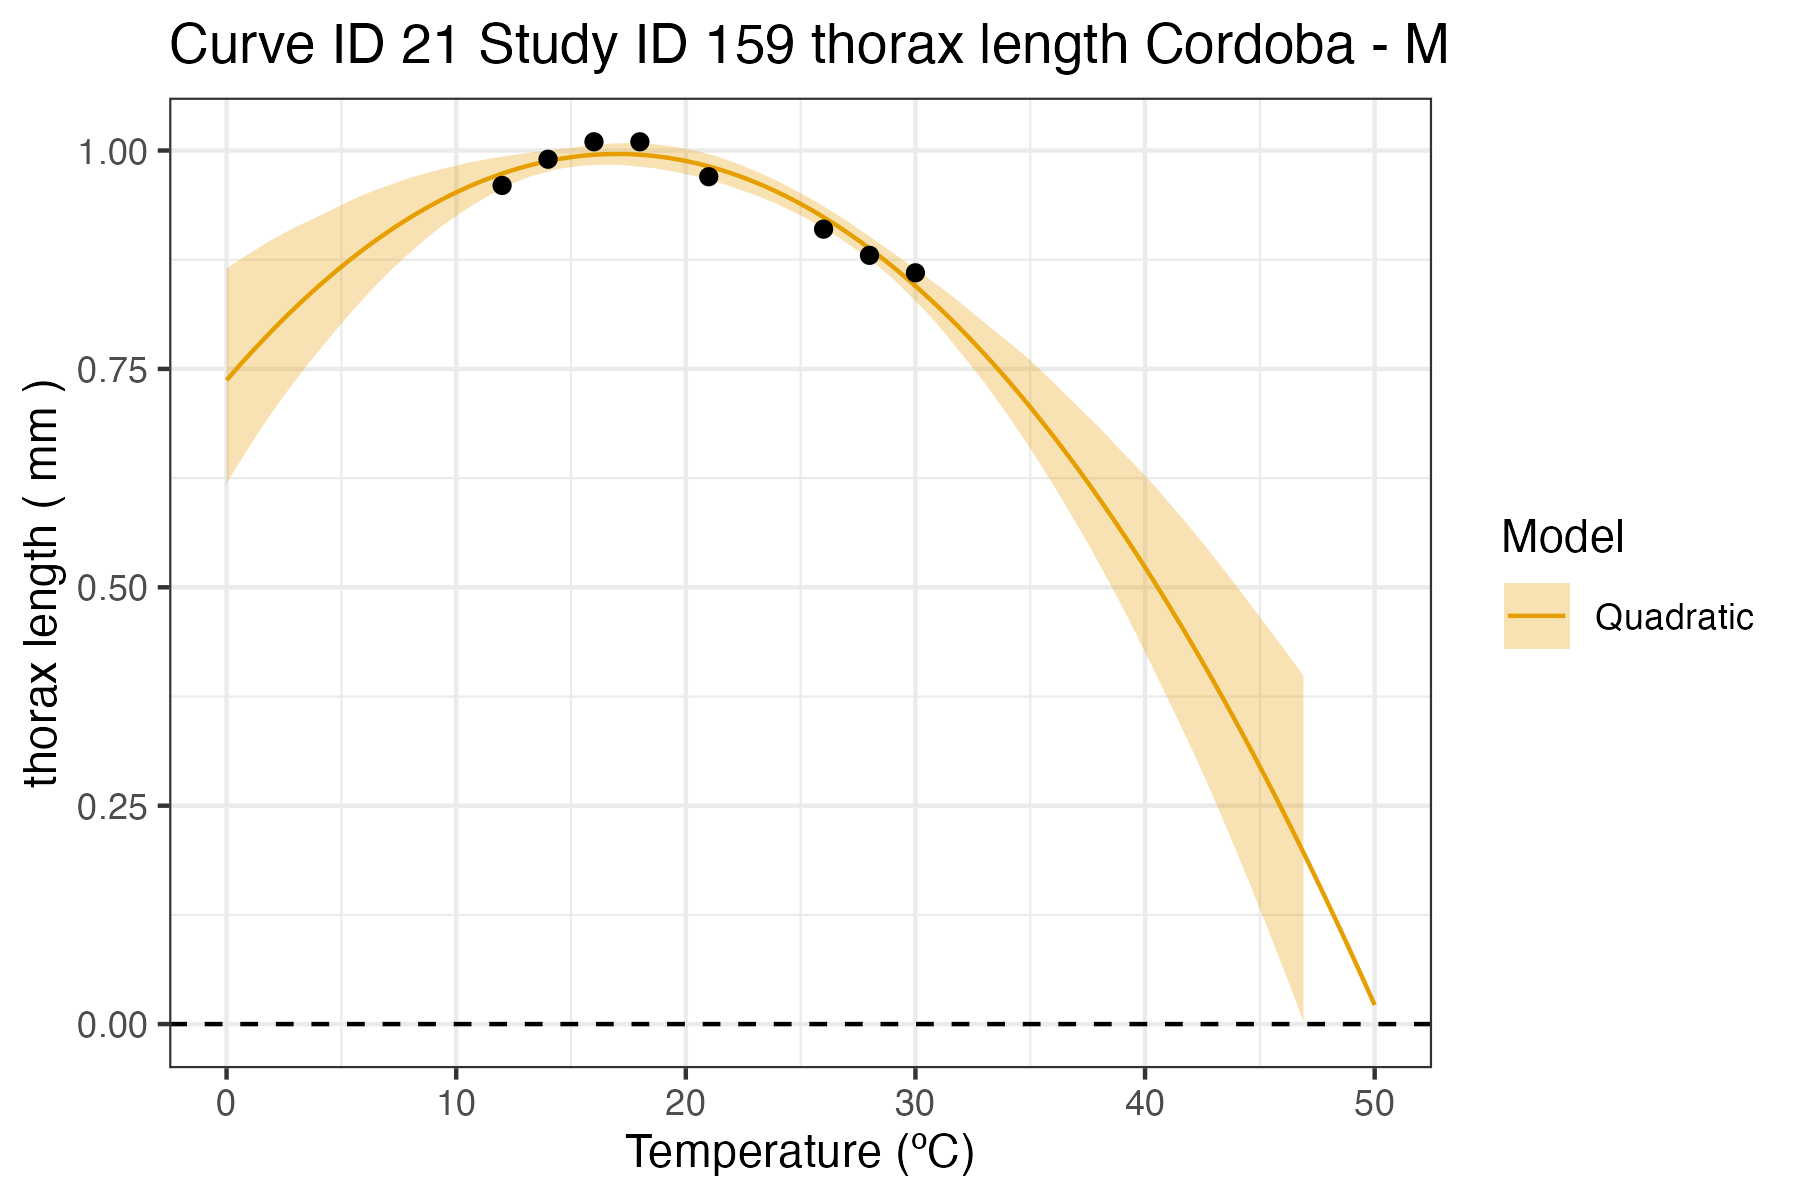 Curve ID 21 Study ID 159 thorax length Cordoba - M
thorax length ( mm )
1.00
0.75
0.50
0.25
0.00
0 10 20 30 40 50
Temperature (ºC)
Model
Quadratic